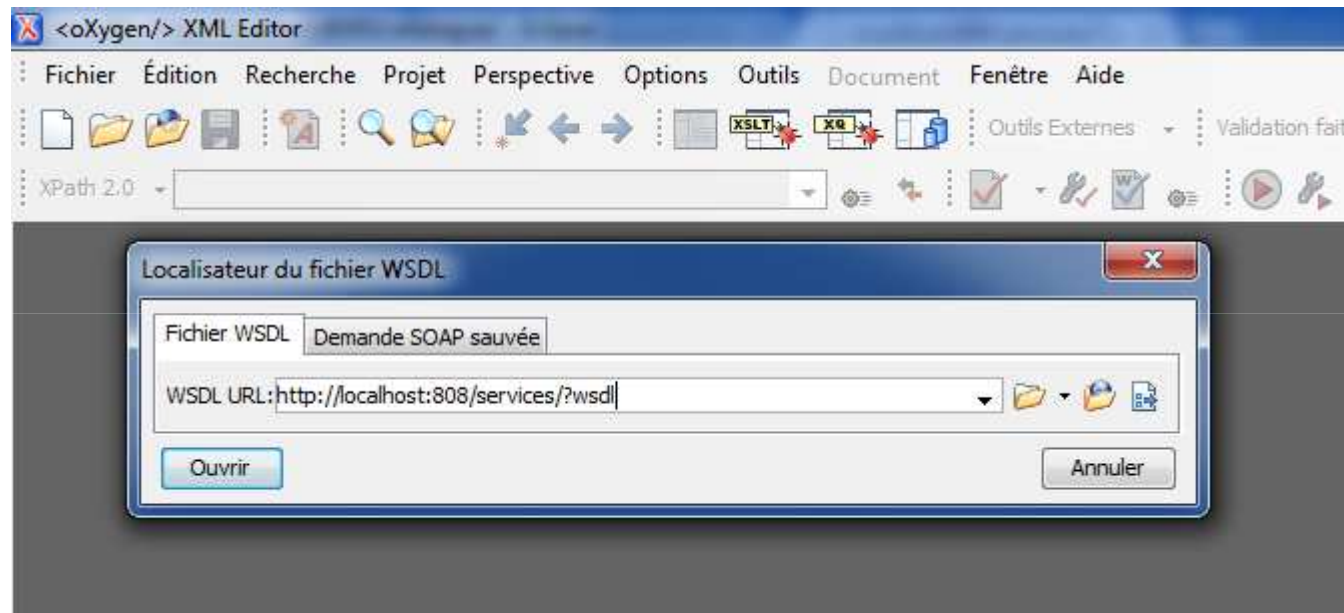 <oXygen/> XML Editor
Fichier Édition Recherche Projet Perspective Options Outils Document Fenêtre Aide
XSLT XQ Outils Externes Validation fait
XPath 2.0
Localisateur du fichier WSDL
Fichier WSDL Demande SOAP sauvée
WSDL URL: http://localhost:808/services/?wsdl
Ouvrir Annuler